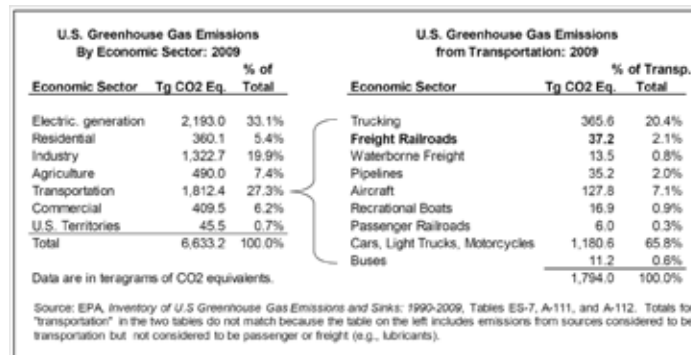 U.S. Greenhouse Gas Emissions
By Economic Sector: 2009
% of
Economic Sector Tg CO2 Eq. Total
Electric. generation 2,193.0 33.1%
Residential 360.1 5.4%
Industry 1,322.7 19.9%
Agriculture 490.0 7.4%
Transportation 1,812.4 27.3%
Commercial 409.5 6.2%
U.S. Territories 45.5 0.7%
Total 6,633.2 100.0%
Data are in teragrams of CO2 equivalents.
U.S. Greenhouse Gas Emissions
from Transportation: 2009
% of Transp.
Economic Sector Tg CO2 Eq. Total
Trucking 365.6 20.4%
Freight Railroads 37.2 2.1%
Waterborne Freight 13.5 0.8%
Pipelines 35.2 2.0%
Aircraft 127.8 7.1%
Recrational Boats 16.9 0.9%
Passenger Railroads 6.0 0.3%
Cars, Light Trucks, Motorcycles 1,180.6 65.8%
Buses 11.2 0.6%
1,794.0 100.0%
Source: EPA, Inventory of U.S Greenhouse Gas Emissions and Sinks: 1990-2009, Tables ES-7, A-111, and A-112. Totals for
"transportation" in the two tables do not match because the table on the left includes emissions from sources considered to be
transportation but not considered to be passenger or freight (e.g., lubricants).